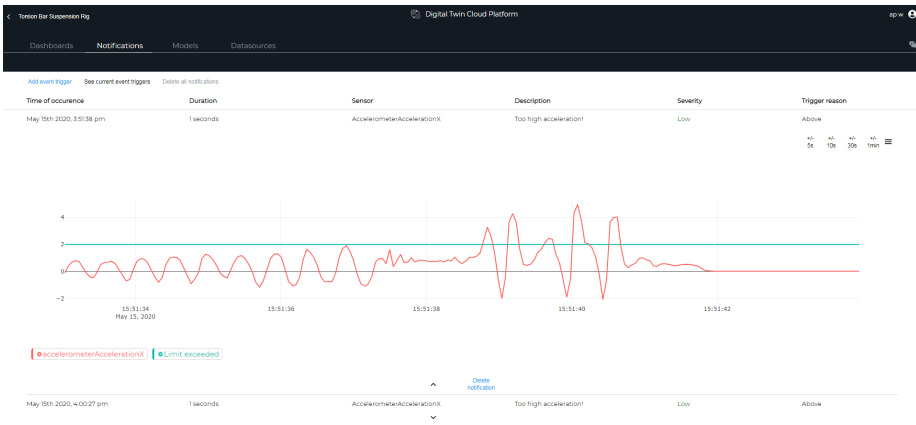 Torsion Bar Suspension Rig
Digital Twin Cloud Platform
ap w
Dashboards Notifications Models Datasources
Add event trigger See current event triggers Delete all notifications
Time of occurence Duration Sensor Description Severity Trigger reason
May 15th 2020, 3:51:38 pm 1 seconds AccelerometerAccelerationX Too high acceleration! Low Above
+/- 5s +/- 10s +/- 30s +/- 1min
4
2
0
−2
15:51:34 15:51:36 15:51:38 15:51:40 15:51:42
May 15, 2020
accelerometerAccelerationX Limit exceeded
Delete
notification
May 15th 2020, 4:00:27 pm 1 seconds AccelerometerAccelerationX Too high acceleration! Low Above